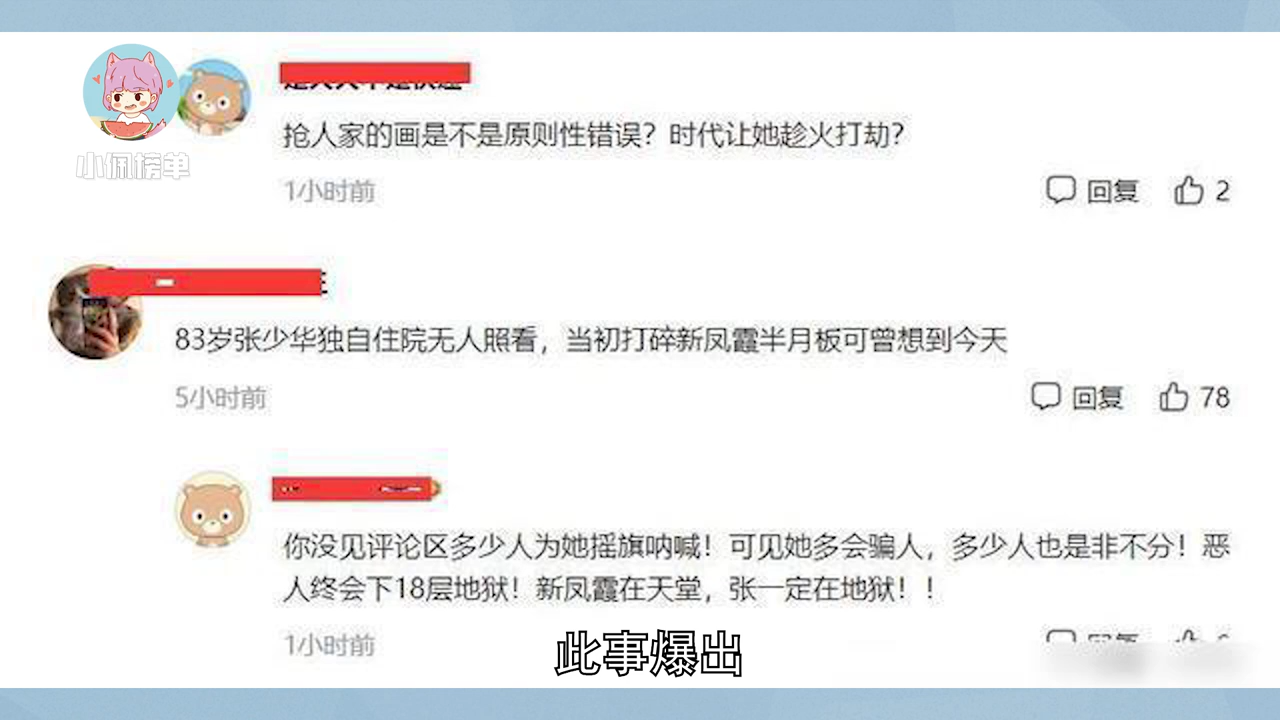 小佩榜单
抢人家的画是不是原则性错误？时代让她趁火打劫？
1小时前
回复 2
83岁张少华独自住院无人照看，当初打碎新凤霞半月板可曾想到今天
5小时前
回复 78
你没见评论区多少人为她摇旗呐喊！可见她多会骗人，多少人也是非不分！恶
人终会下18层地狱！新凤霞在天堂，张一定在地狱！！
1小时前
此事爆出